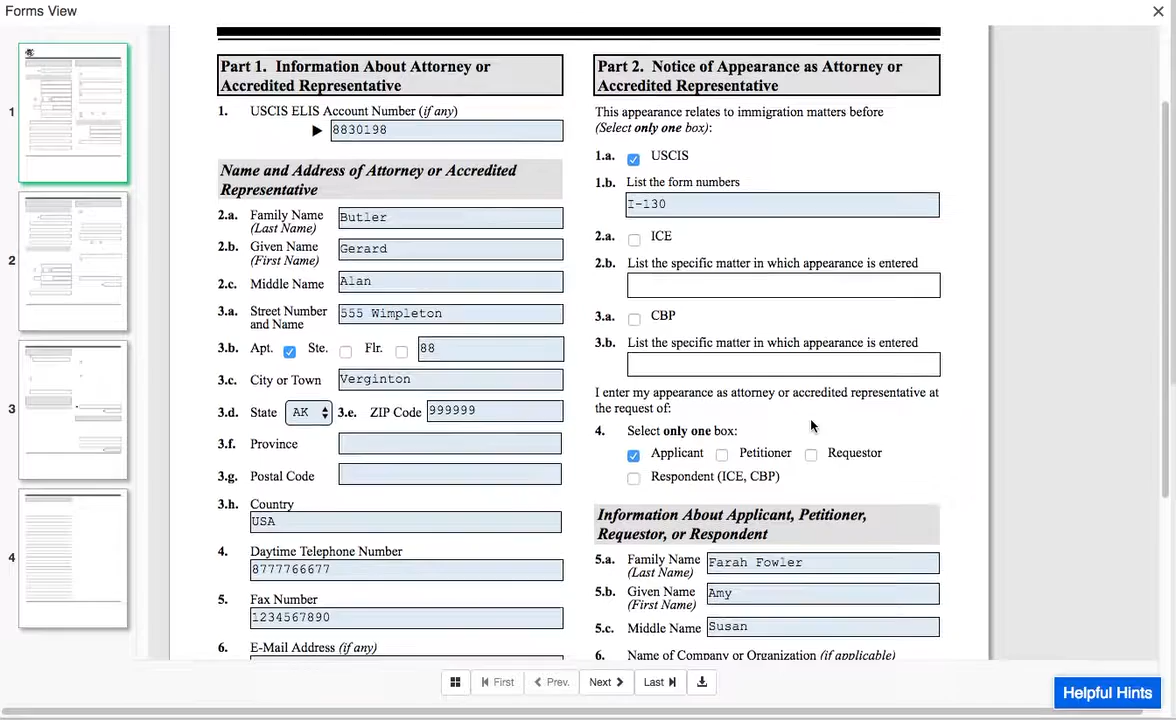 Forms View
1
2
3
4
Part 1. Information About Attorney or
Accredited Representative
1. USCIS ELIS Account Number (if any)
8830198
Name and Address of Attorney or Accredited
Representative
2.a. Family Name
(Last Name)
Butler
2.b. Given Name
(First Name)
Gerard
2.c. Middle Name
Alan
3.a. Street Number
and Name
555 Wimpleton
3.b. Apt. Ste. Flr. 88
3.c. City or Town Verginton
3.d. State AK 3.e. ZIP Code 999999
3.f. Province
3.g. Postal Code
3.h. Country
USA
4. Daytime Telephone Number
8777766677
5. Fax Number
1234567890
6. E-Mail Address (if any)
Part 2. Notice of Appearance as Attorney or
Accredited Representative
This appearance relates to immigration matters before
(Select only one box):
1.a. USCIS
1.b. List the form numbers
I-130
2.a. ICE
2.b. List the specific matter in which appearance is entered
3.a. CBP
3.b. List the specific matter in which appearance is entered
I enter my appearance as attorney or accredited representative at
the request of:
4. Select only one box:
Applicant Petitioner Requestor
Respondent (ICE, CBP)
Information About Applicant, Petitioner,
Requestor, or Respondent
5.a. Family Name
(Last Name)
Farah Fowler
5.b. Given Name
(First Name)
Amy
5.c. Middle Name Susan
6. Name of Company or Organization (if applicable)
First Prev. Next Last
Helpful Hints